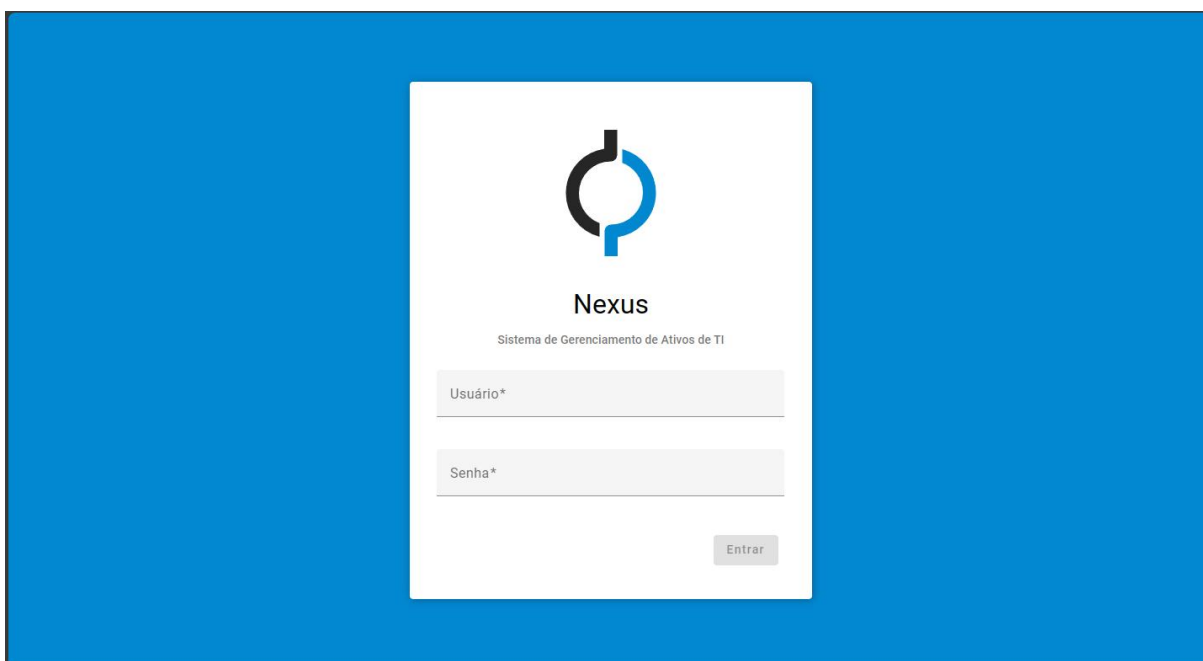 Nexus
Sistema de Gerenciamento de Ativos de TI
Usuário*
Senha*
Entrar